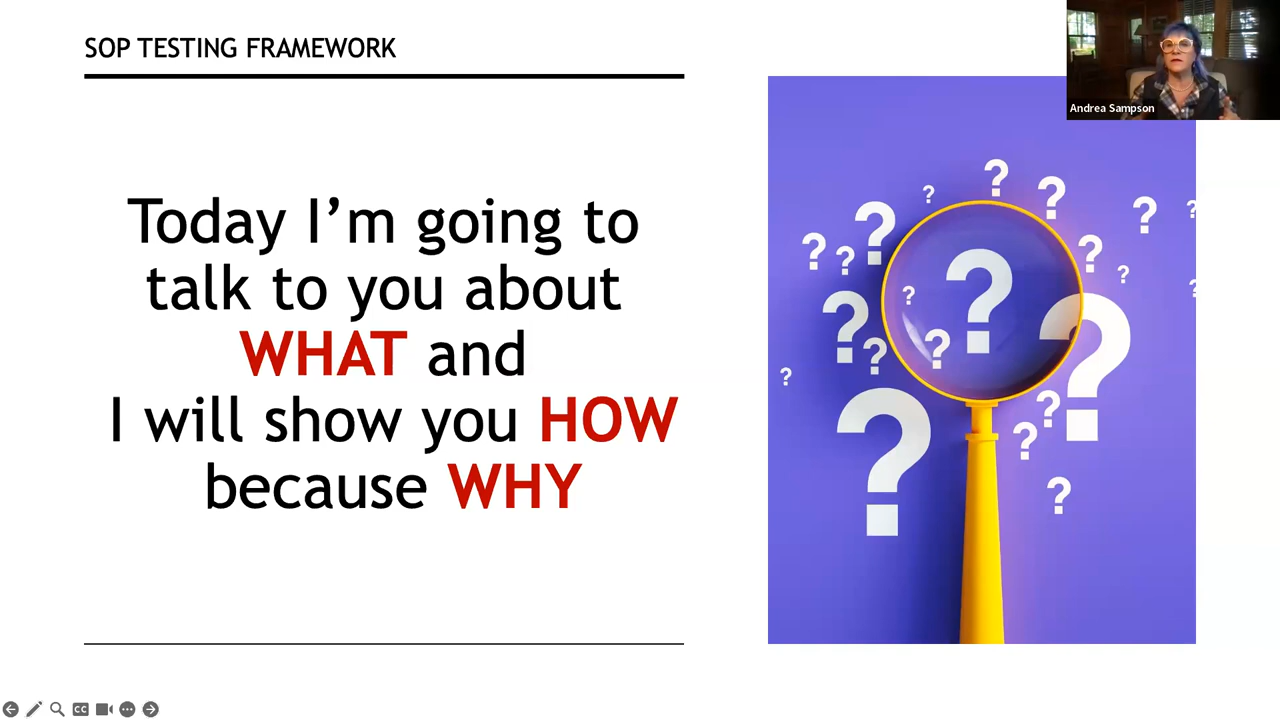 SOP TESTING FRAMEWORK
Andrea Sampson
Today I’m going to
talk to you about
WHAT and
I will show you HOW
because WHY
? ? ? ? ? ? ? ? ? ? ? ? ? ? ? ? ? ? ? ? ? ?
CC